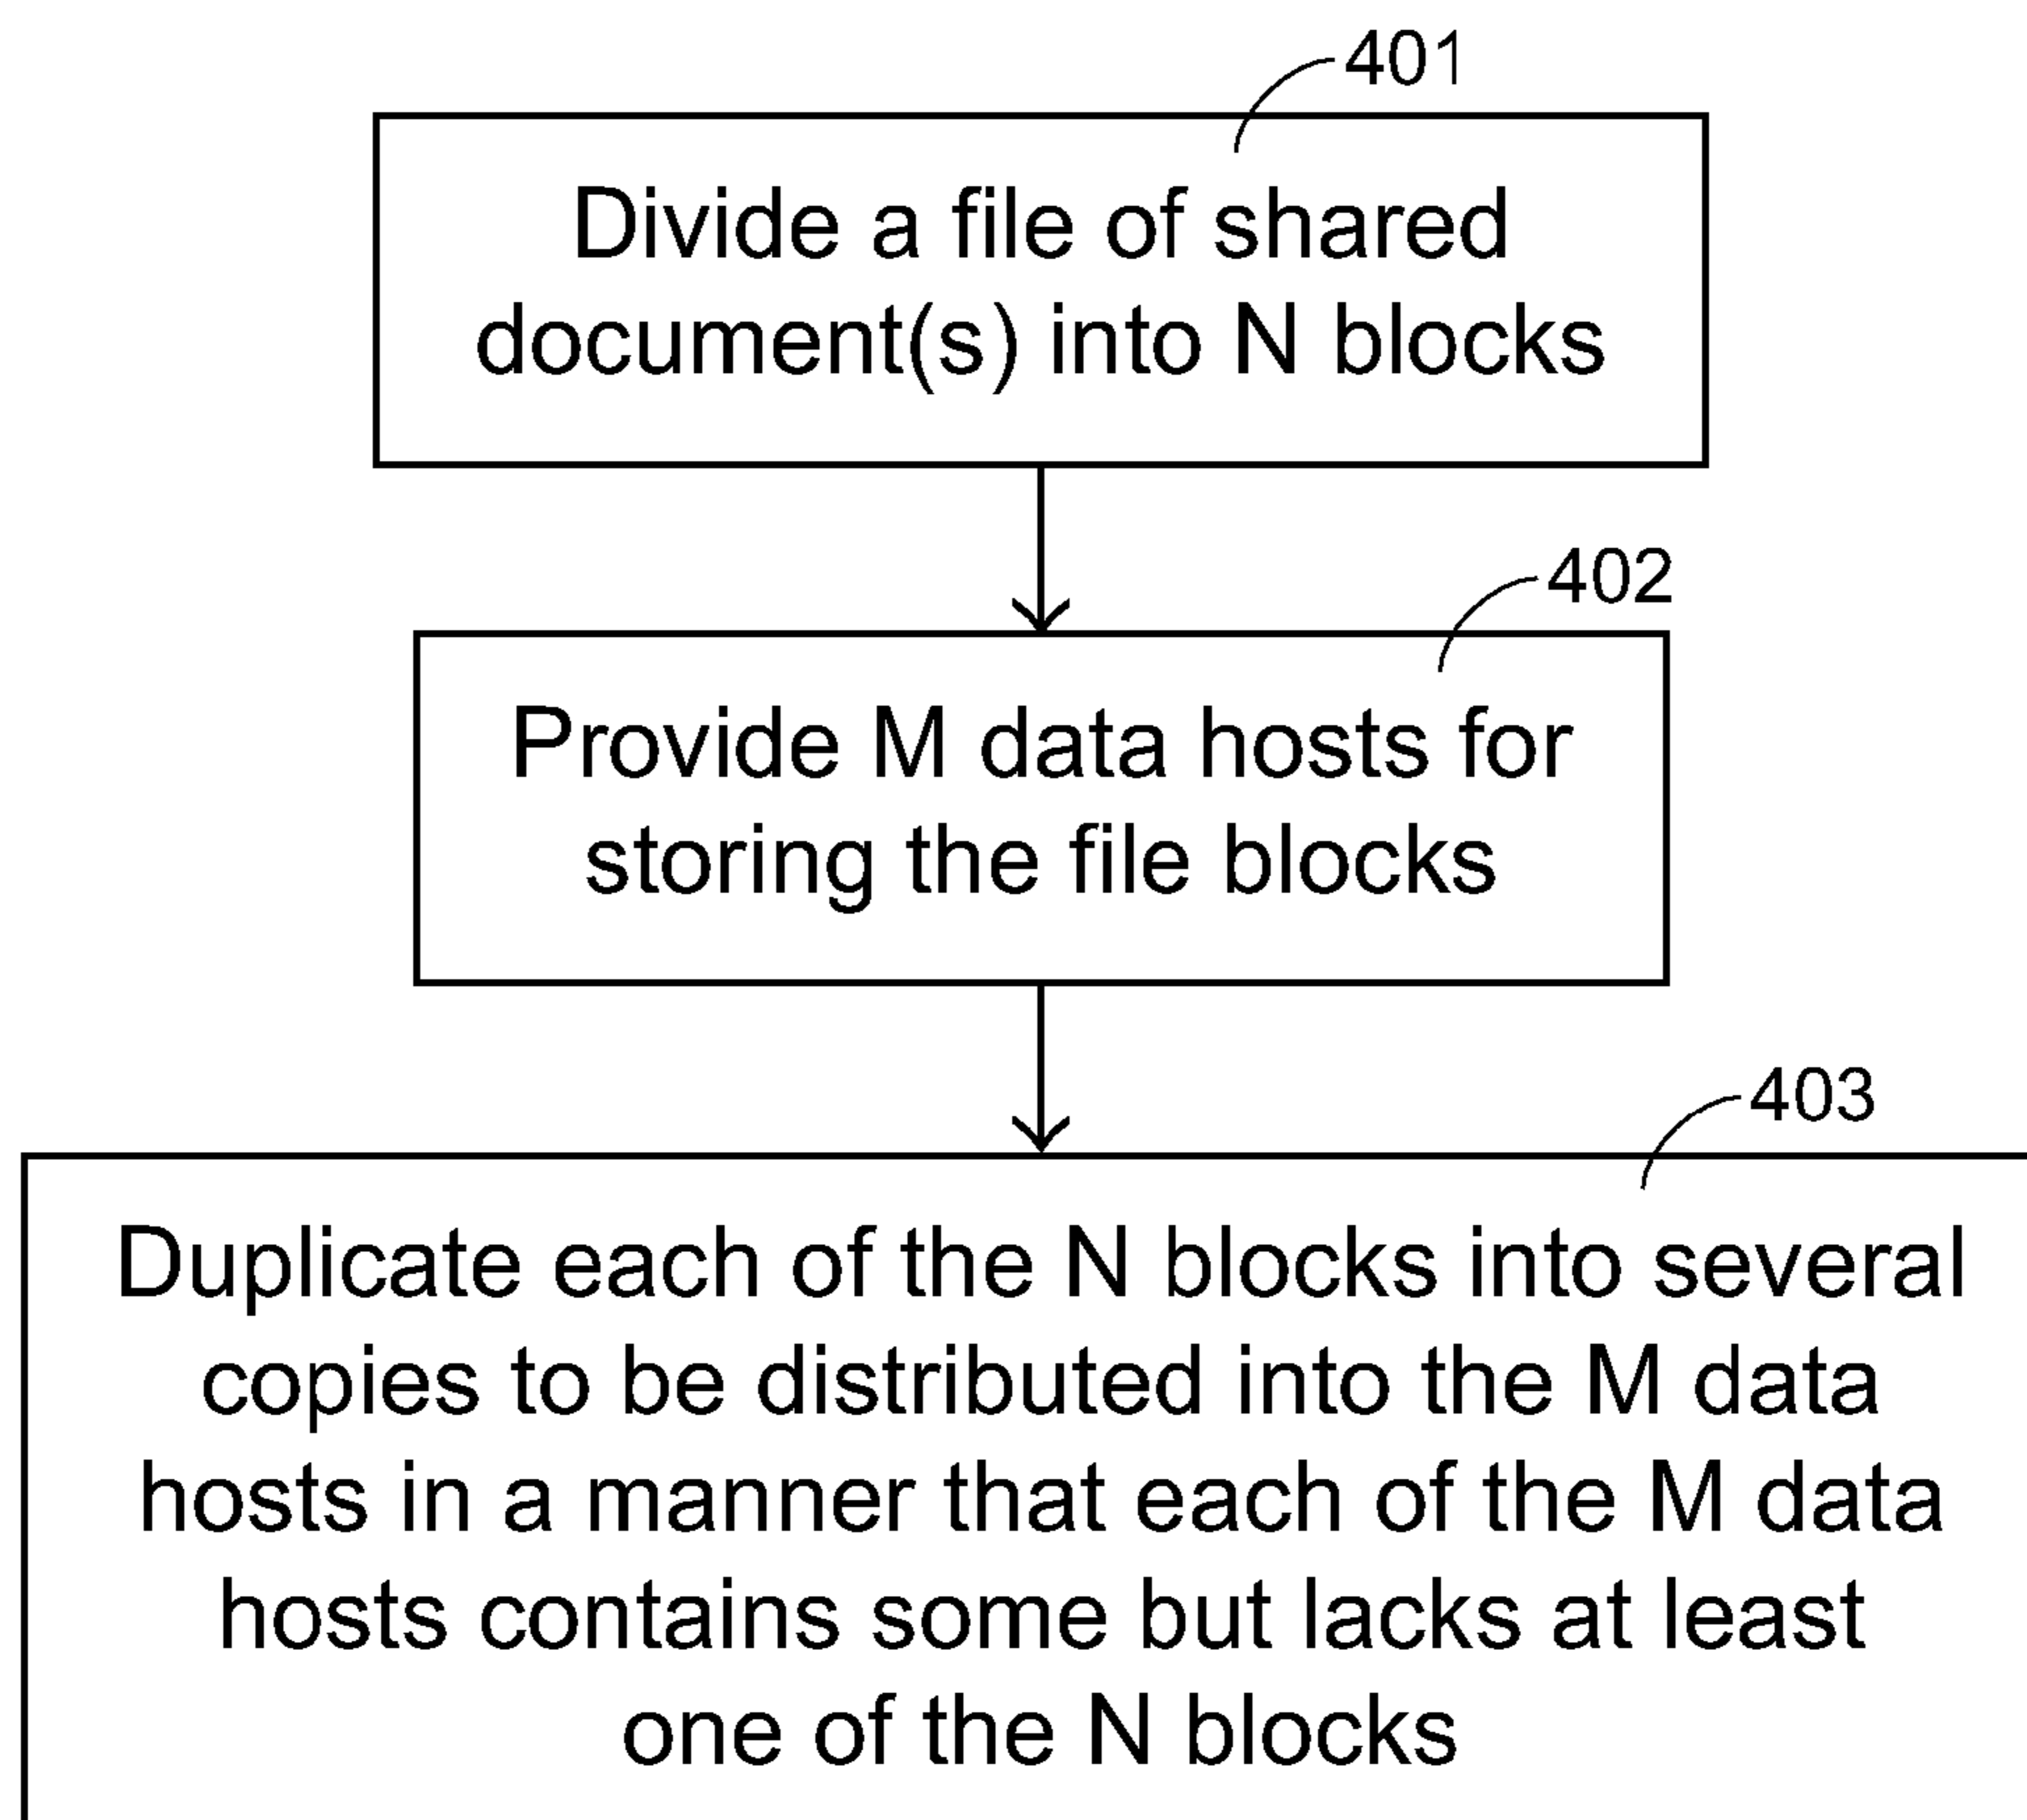 401
Divide a file of shared
document(s) into N blocks
402
Provide M data hosts for
storing the file blocks
403
Duplicate each of the N blocks into several
copies to be distributed into the M data
hosts in a manner that each of the M data
hosts contains some but lacks at least
one of the N blocks